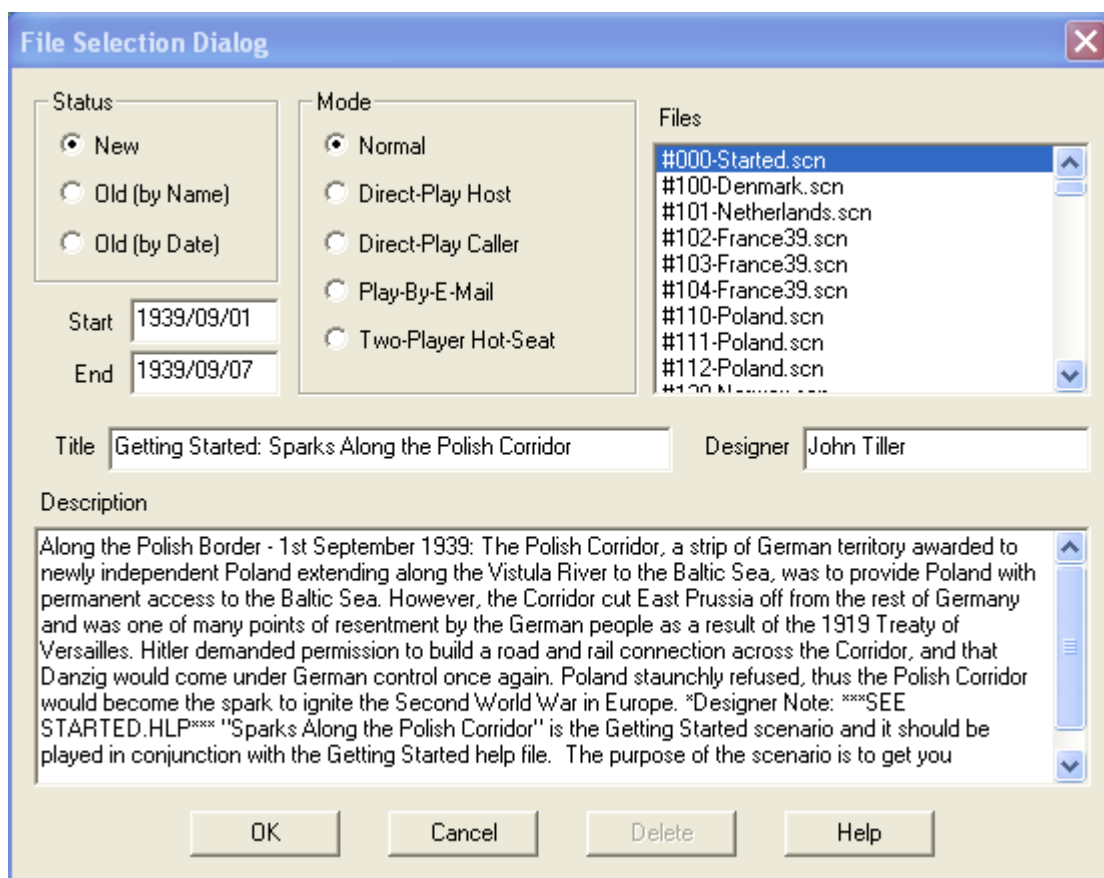 File Selection Dialog
Status
New
Old (by Name)
Old (by Date)
Start 1939/09/01
End 1939/09/07
Mode
Normal
Direct-Play Host
Direct-Play Caller
Play-By-E-Mail
Two-Player Hot-Seat
Files
#000-Started.scn
#100-Denmark.scn
#101-Netherlands.scn
#102-France39.scn
#103-France39.scn
#104-France39.scn
#110-Poland.scn
#111-Poland.scn
#112-Poland.scn
Title Getting Started: Sparks Along the Polish Corridor
Designer John Tiller
Description
Along the Polish Border - 1st September 1939: The Polish Corridor, a strip of German territory awarded to
newly independent Poland extending along the Vistula River to the Baltic Sea, was to provide Poland with
permanent access to the Baltic Sea. However, the Corridor cut East Prussia off from the rest of Germany
and was one of many points of resentment by the German people as a result of the 1919 Treaty of
Versailles. Hitler demanded permission to build a road and rail connection across the Corridor, and that
Danzig would come under German control once again. Poland staunchly refused, thus the Polish Corridor
would become the spark to ignite the Second World War in Europe. *Designer Note: ***SEE
STARTED.HLP*** "Sparks Along the Polish Corridor" is the Getting Started scenario and it should be
played in conjunction with the Getting Started help file.  The purpose of the scenario is to get you
OK
Cancel
Delete
Help